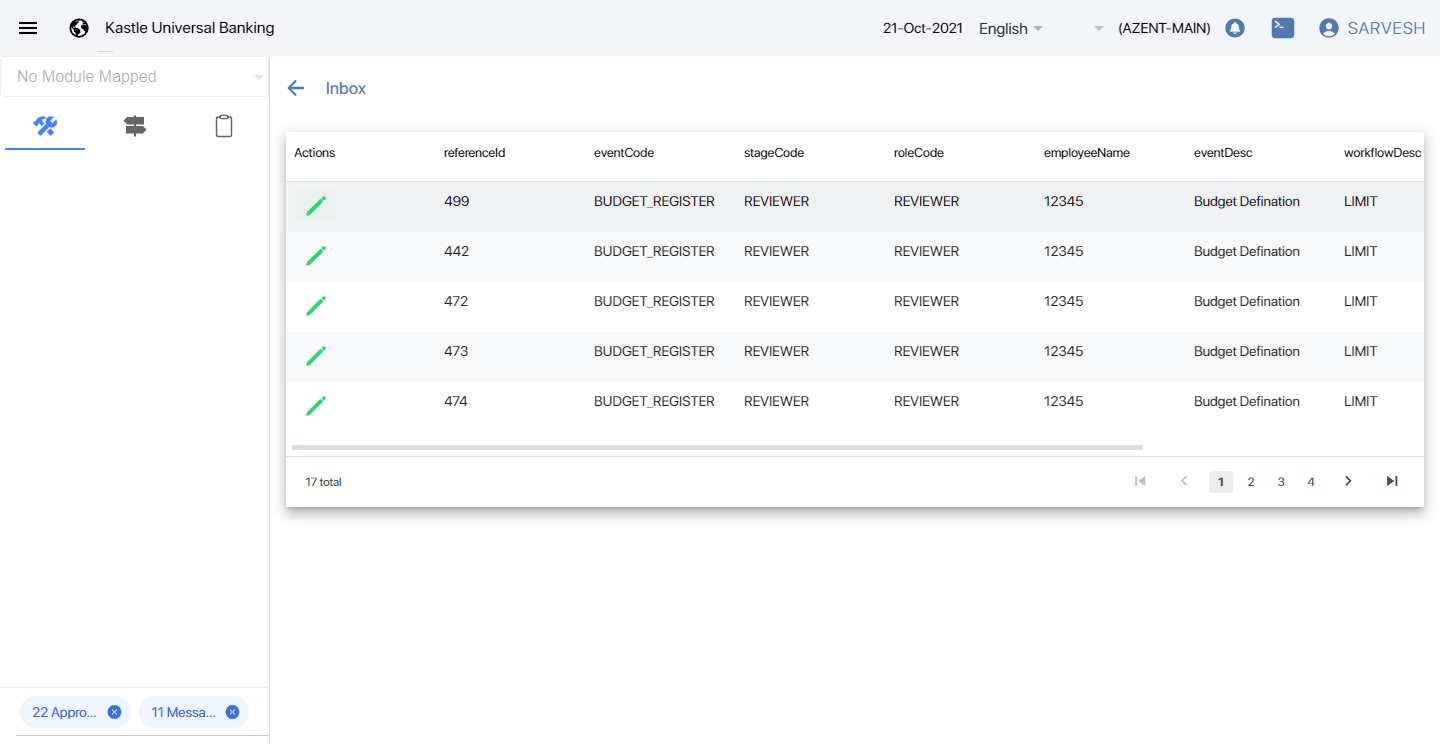 Kastle Universal Banking
21-Oct-2021 English (AZENT-MAIN) SARVESH
No Module Mapped
Inbox
Actions referenceId eventCode stageCode roleCode employeeName eventDesc workflowDesc
499 BUDGET_REGISTER REVIEWER REVIEWER 12345 Budget Defination LIMIT
442 BUDGET_REGISTER REVIEWER REVIEWER 12345 Budget Defination LIMIT
472 BUDGET_REGISTER REVIEWER REVIEWER 12345 Budget Defination LIMIT
473 BUDGET_REGISTER REVIEWER REVIEWER 12345 Budget Defination LIMIT
474 BUDGET_REGISTER REVIEWER REVIEWER 12345 Budget Defination LIMIT
17 total 1 2 3 4
22 Appro... 11 Messa...